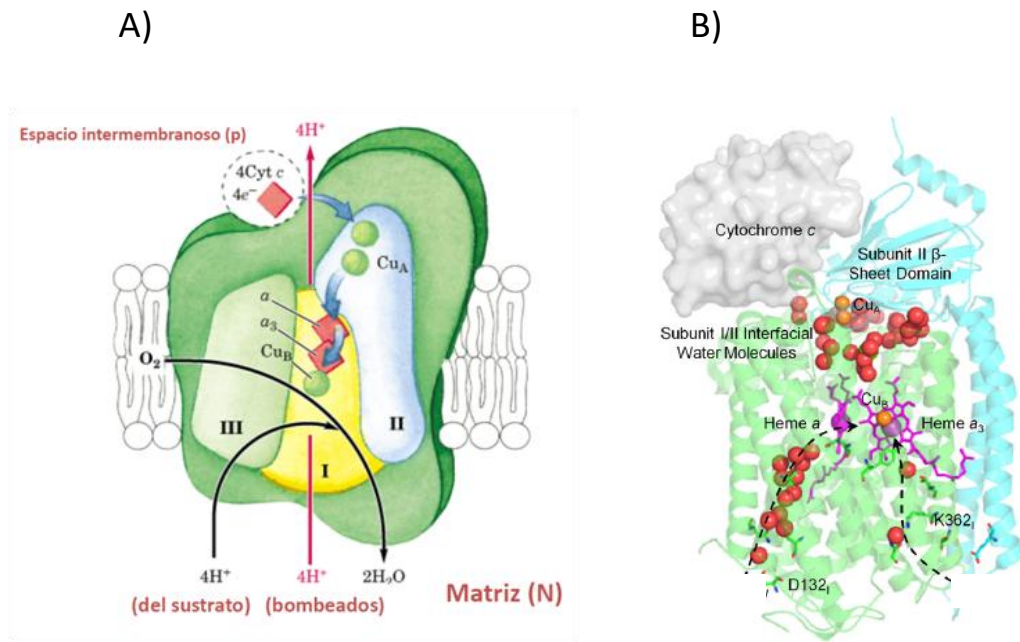 A)
B)
Espacio intermembranoso (p)
4H⁺
4Cyt c
4e⁻
CuA
a
a₃
CuB
O₂
III
II
I
4H⁺
4H⁺
2H₂O
(del sustrato)
(bombeados)
Matriz (N)
Cytochrome c
Subunit II β-
Sheet Domain
CuA
Subunit I/II Interfacial
Water Molecules
CuB
Heme a
Heme a₃
K362I
D132I